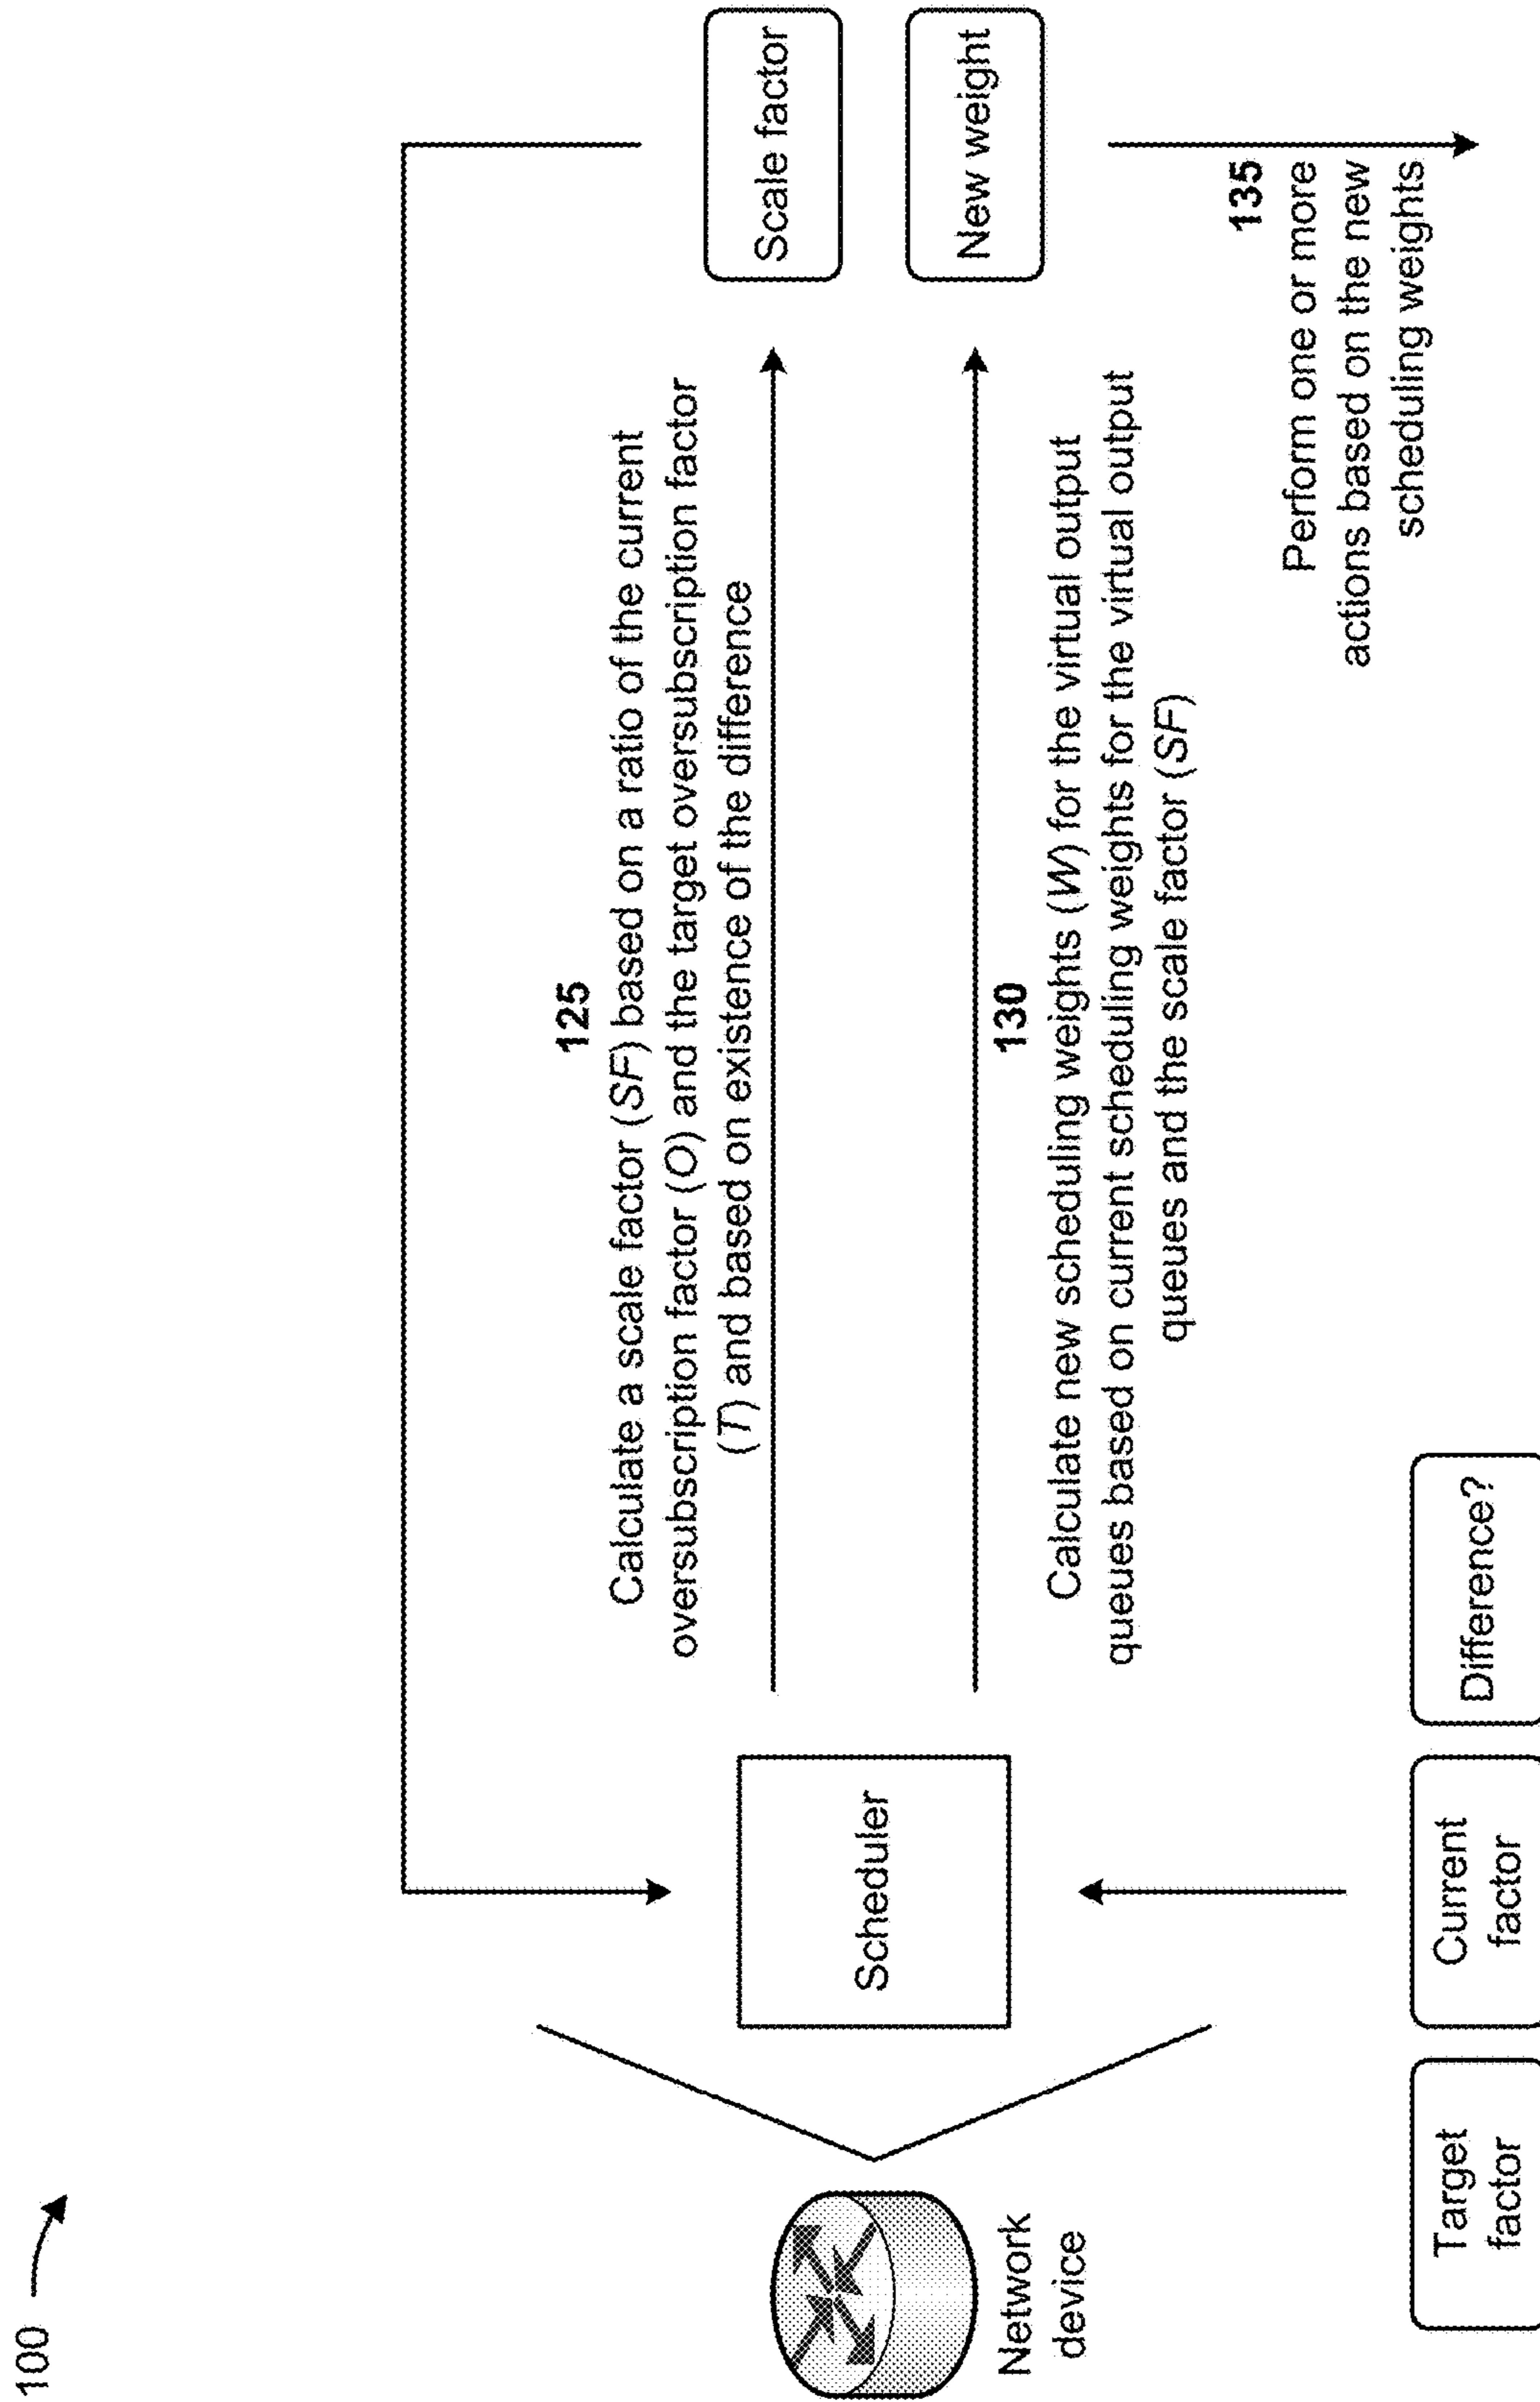 100
125
Calculate a scale factor (SF) based on a ratio of the current
oversubscription factor (O) and the target oversubscription factor
(T) and based on existence of the difference
Scale factor
Network
device
Scheduler
New weight
130
Calculate new scheduling weights (W) for the virtual output
queues based on current scheduling weights for the virtual output
queues and the scale factor (SF)
135
Perform one or more
actions based on the new
scheduling weights
Target
factor
Current
factor
Difference?